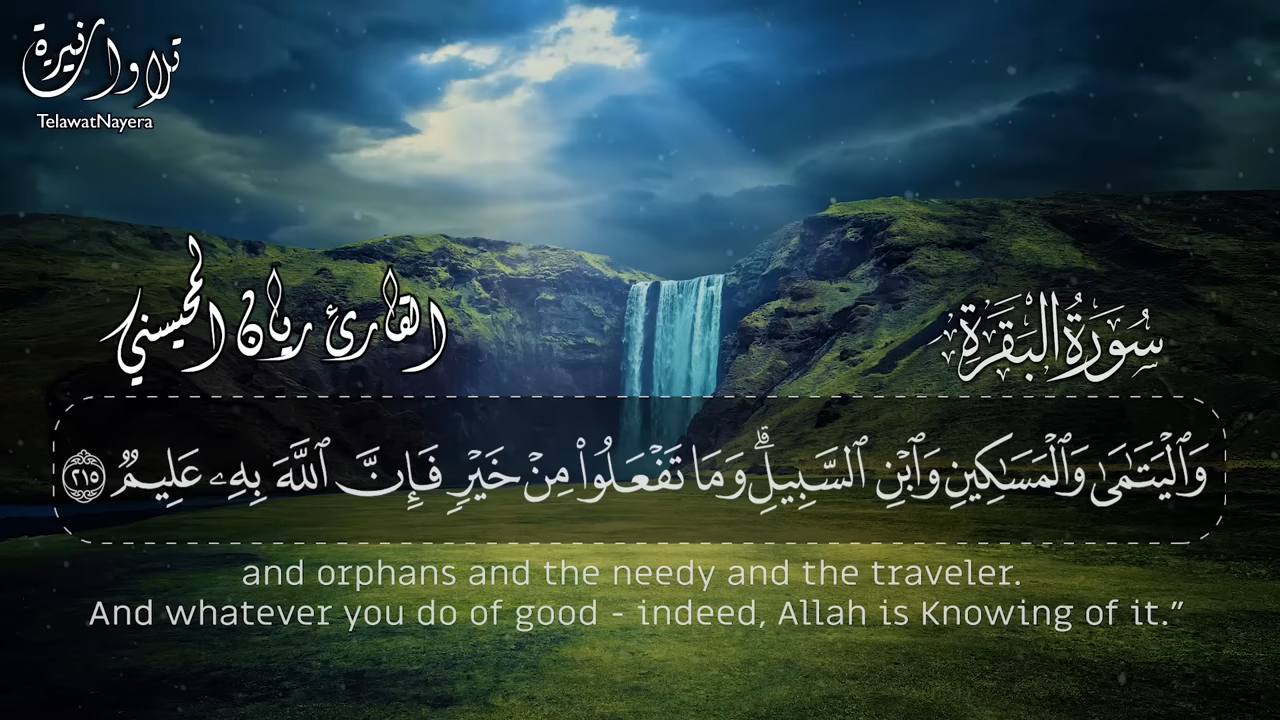 تلاوات نيرة
TelawatNayera
القارئ ريان المحيسني
سُورَةُ البَقَرَةِ
وَٱلْيَتَـٰمَىٰ وَٱلْمَسَـٰكِينِ وَٱبْنِ ٱلسَّبِيلِ ۗ وَمَا تَفْعَلُوا۟ مِنْ خَيْرٍ فَإِنَّ ٱللَّهَ بِهِۦ عَلِيمٌ ٢١٥
and orphans and the needy and the traveler.
And whatever you do of good - indeed, Allah is Knowing of it.”